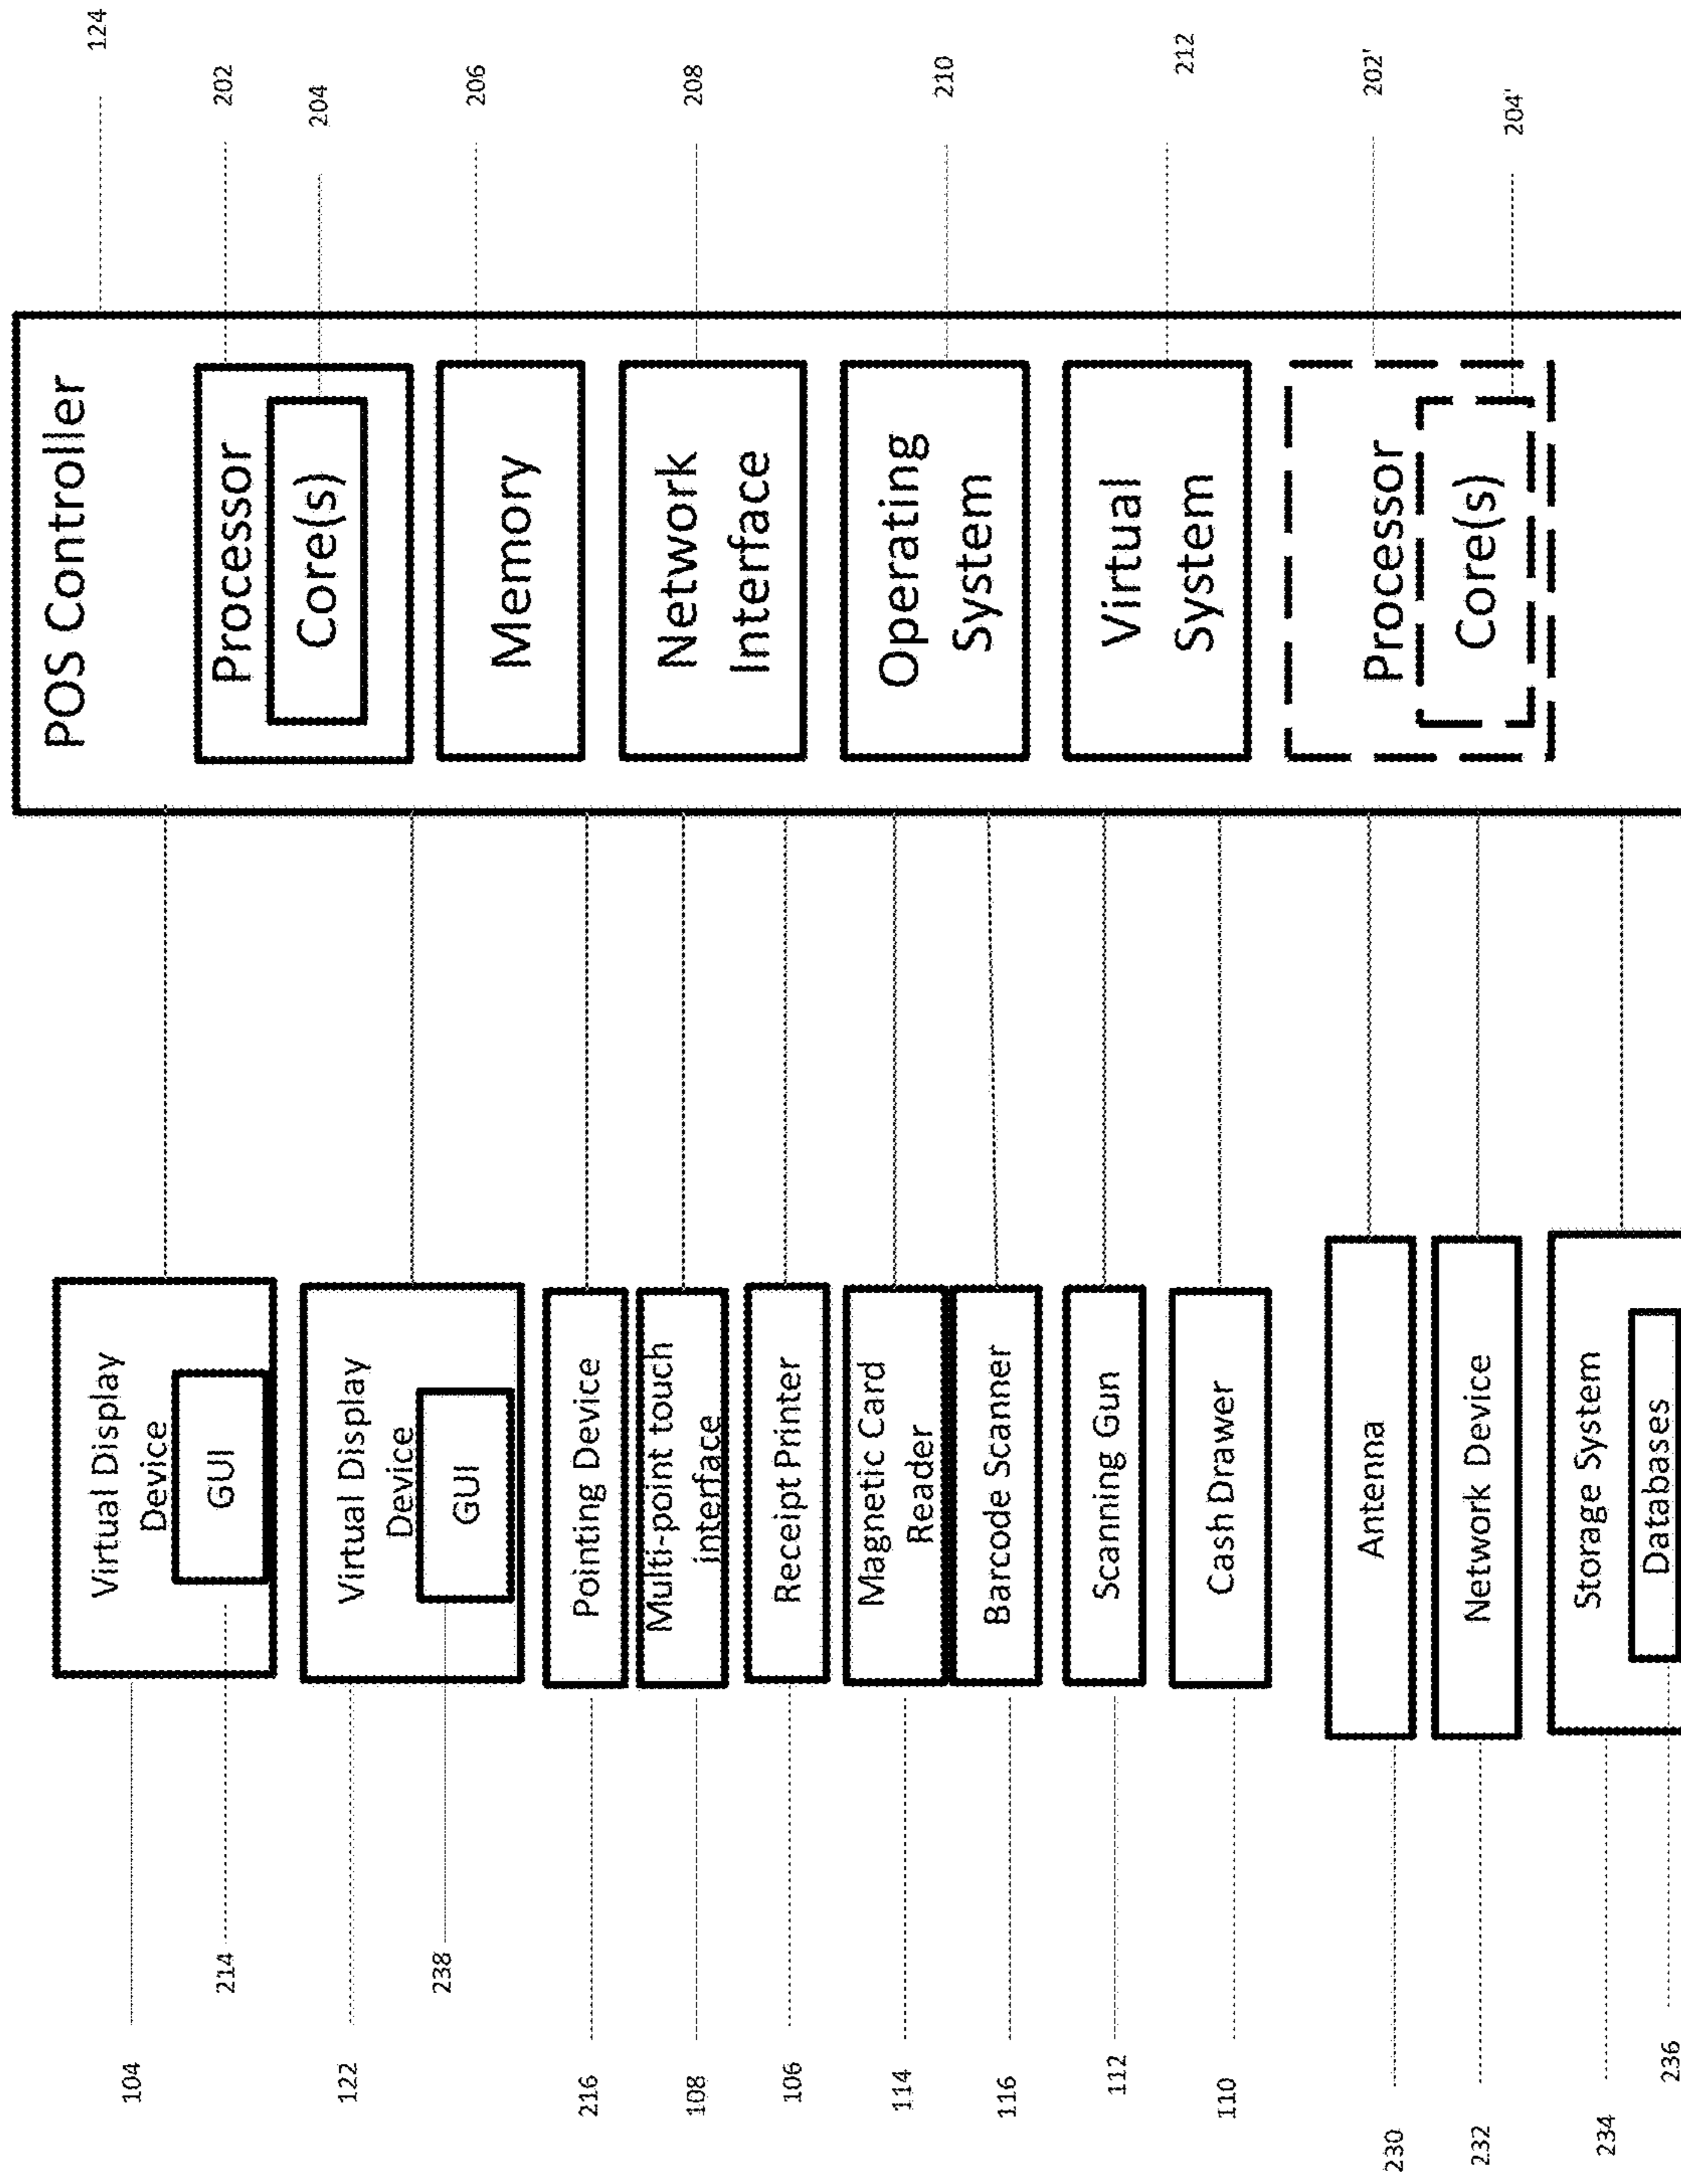 104
Virtual Display
Device
214
GUI
122
Virtual Display
Device
238
GUI
216
Pointing Device
108
Multi-point touch
interface
106
Receipt Printer
114
Magnetic Card
Reader
116
Barcode Scanner
112
Scanning Gun
110
Cash Drawer
230
Antenna
232
Network Device
234
Storage System
236
Databases
POS Controller
124
Processor
202
Core(s)
204
Memory
206
Network
Interface
208
Operating
System
210
Virtual
System
212
Processor
202'
Core(s)
204'